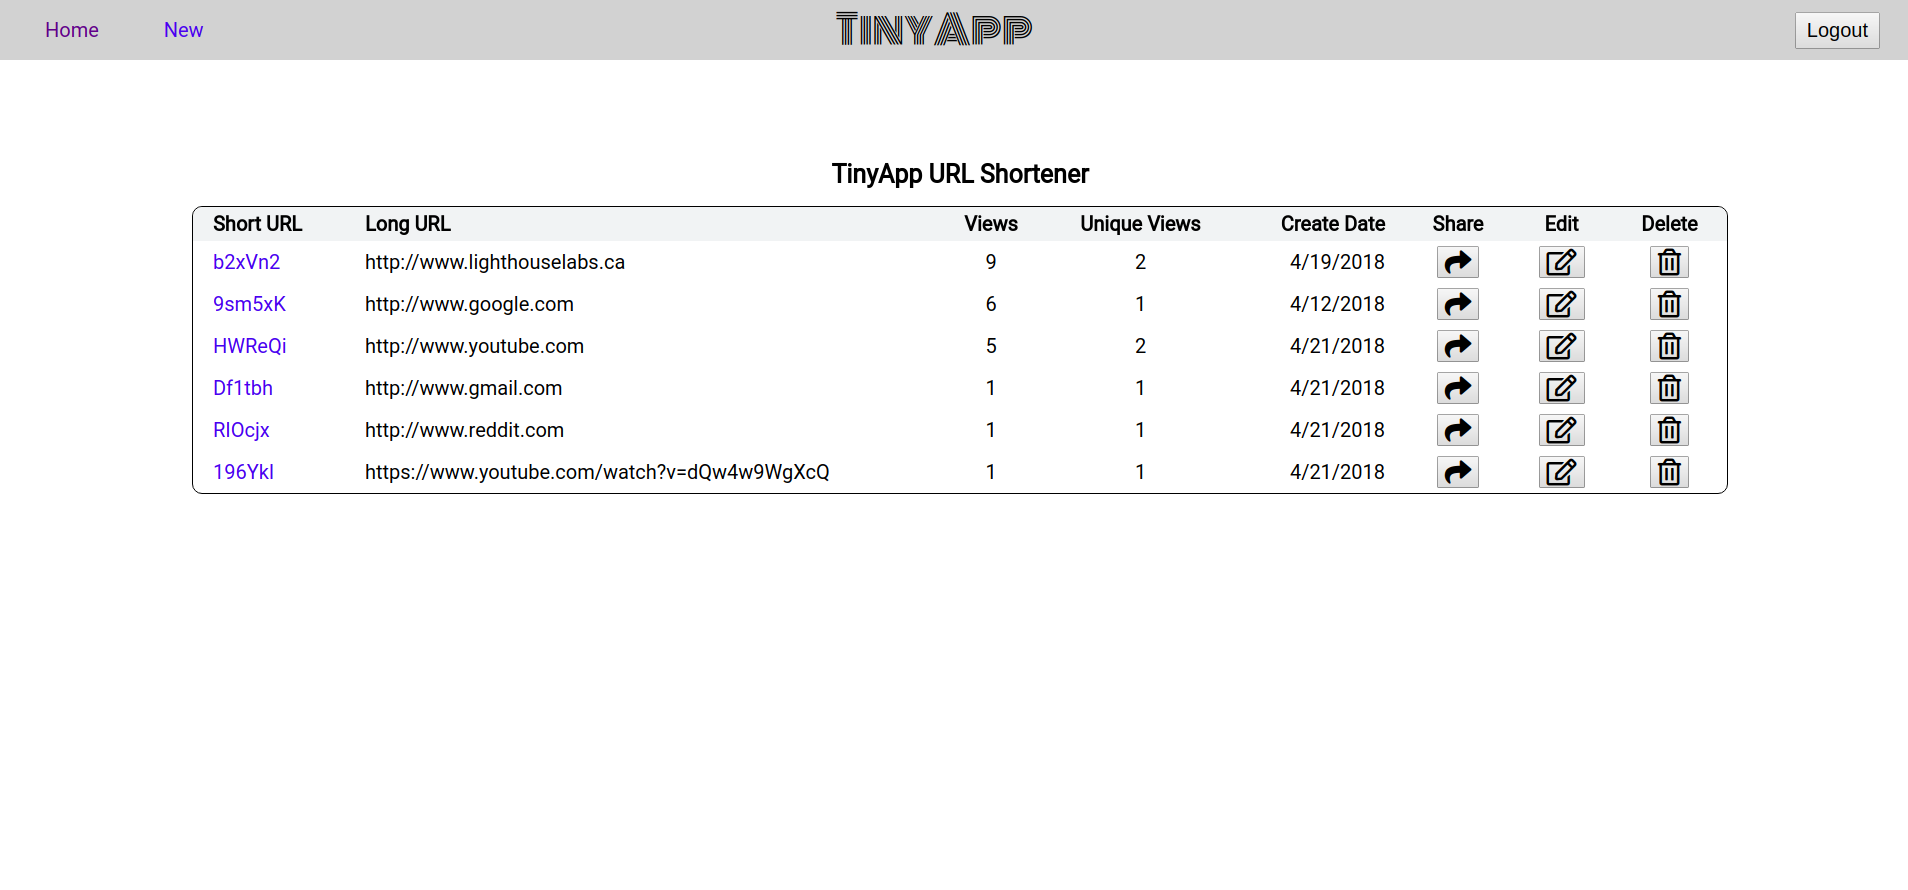 Home New TinyApp Logout
TinyApp URL Shortener
Short URL Long URL Views Unique Views Create Date Share Edit Delete
b2xVn2 http://www.lighthouselabs.ca 9 2 4/19/2018
9sm5xK http://www.google.com 6 1 4/12/2018
HWReQi http://www.youtube.com 5 2 4/21/2018
Df1tbh http://www.gmail.com 1 1 4/21/2018
RIOcjx http://www.reddit.com 1 1 4/21/2018
196YkI https://www.youtube.com/watch?v=dQw4w9WgXcQ 1 1 4/21/2018